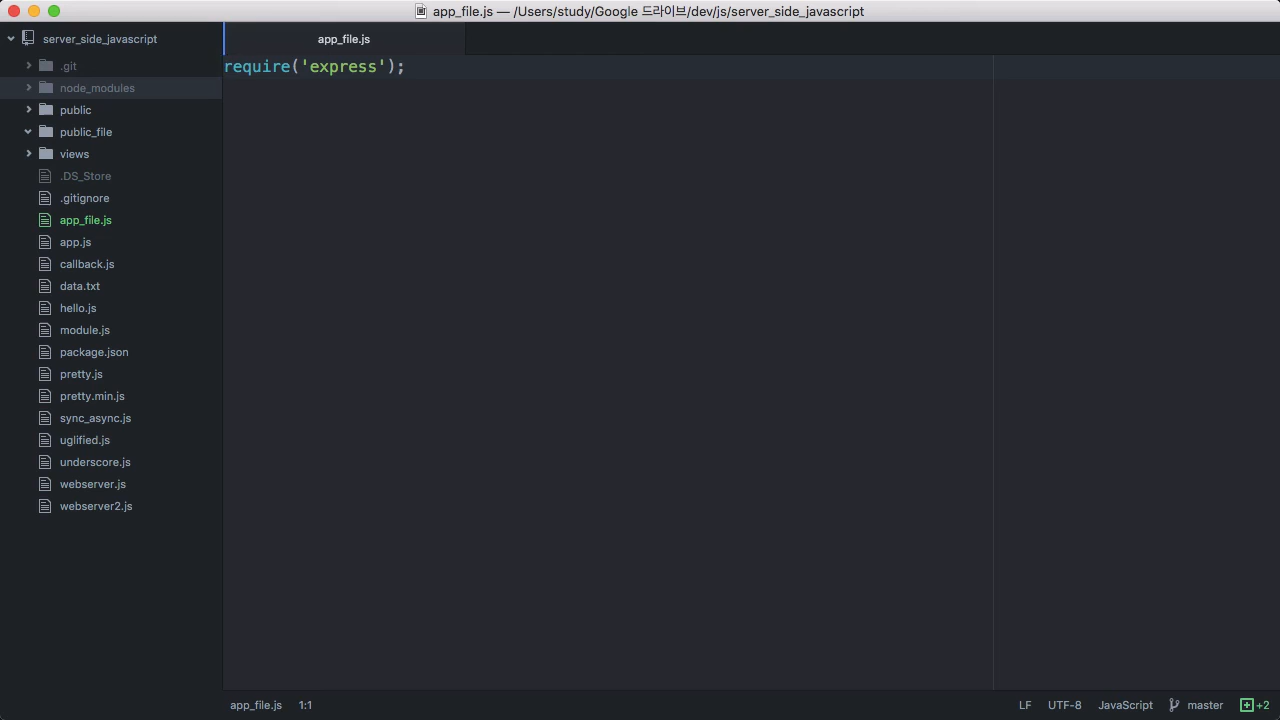 app_file.js — /Users/study/Google 드라이브/dev/js/server_side_javascript
server_side_javascript
.git
node_modules
public
public_file
views
.DS_Store
.gitignore
app_file.js
app.js
callback.js
data.txt
hello.js
module.js
package.json
pretty.js
pretty.min.js
sync_async.js
uglified.js
underscore.js
webserver.js
webserver2.js
app_file.js
require('express');
app_file.js 1:1 LF UTF-8 JavaScript master +2